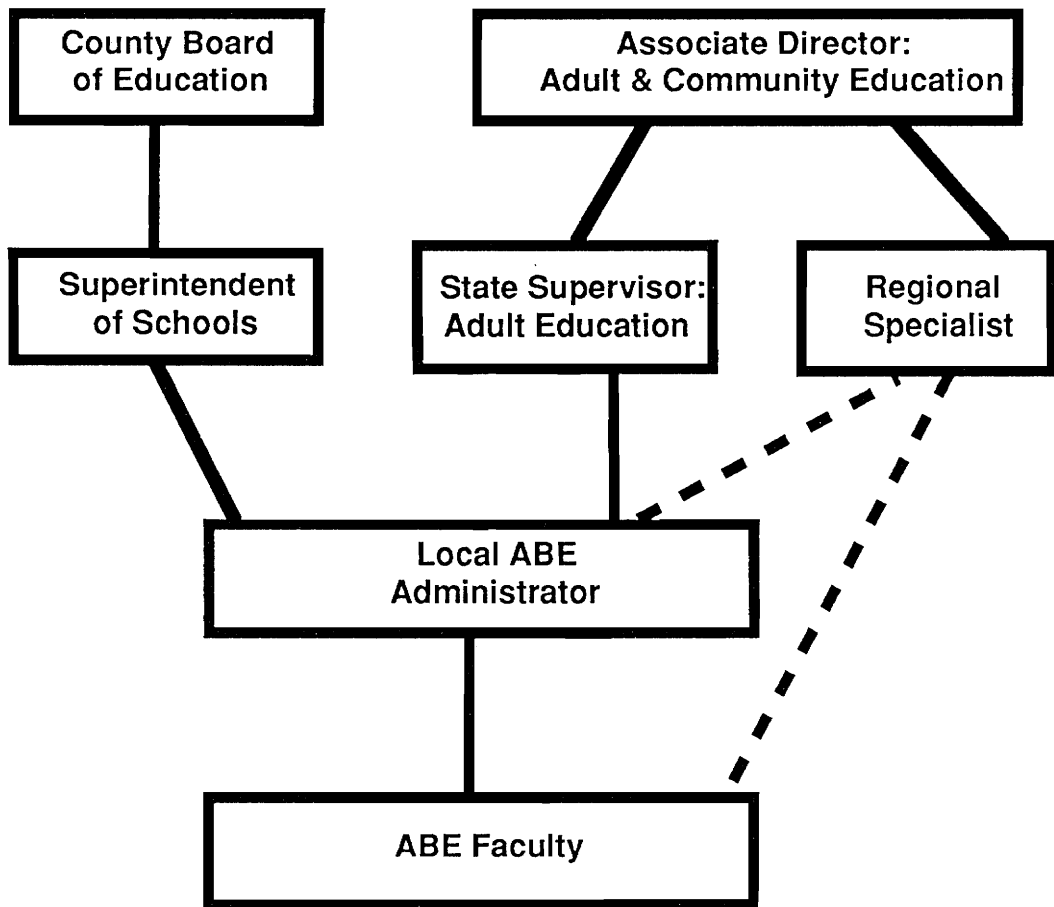 County Board
of Education
Associate Director:
Adult & Community Education
Superintendent
of Schools
State Supervisor:
Adult Education
Regional
Specialist
Local ABE
Administrator
ABE Faculty